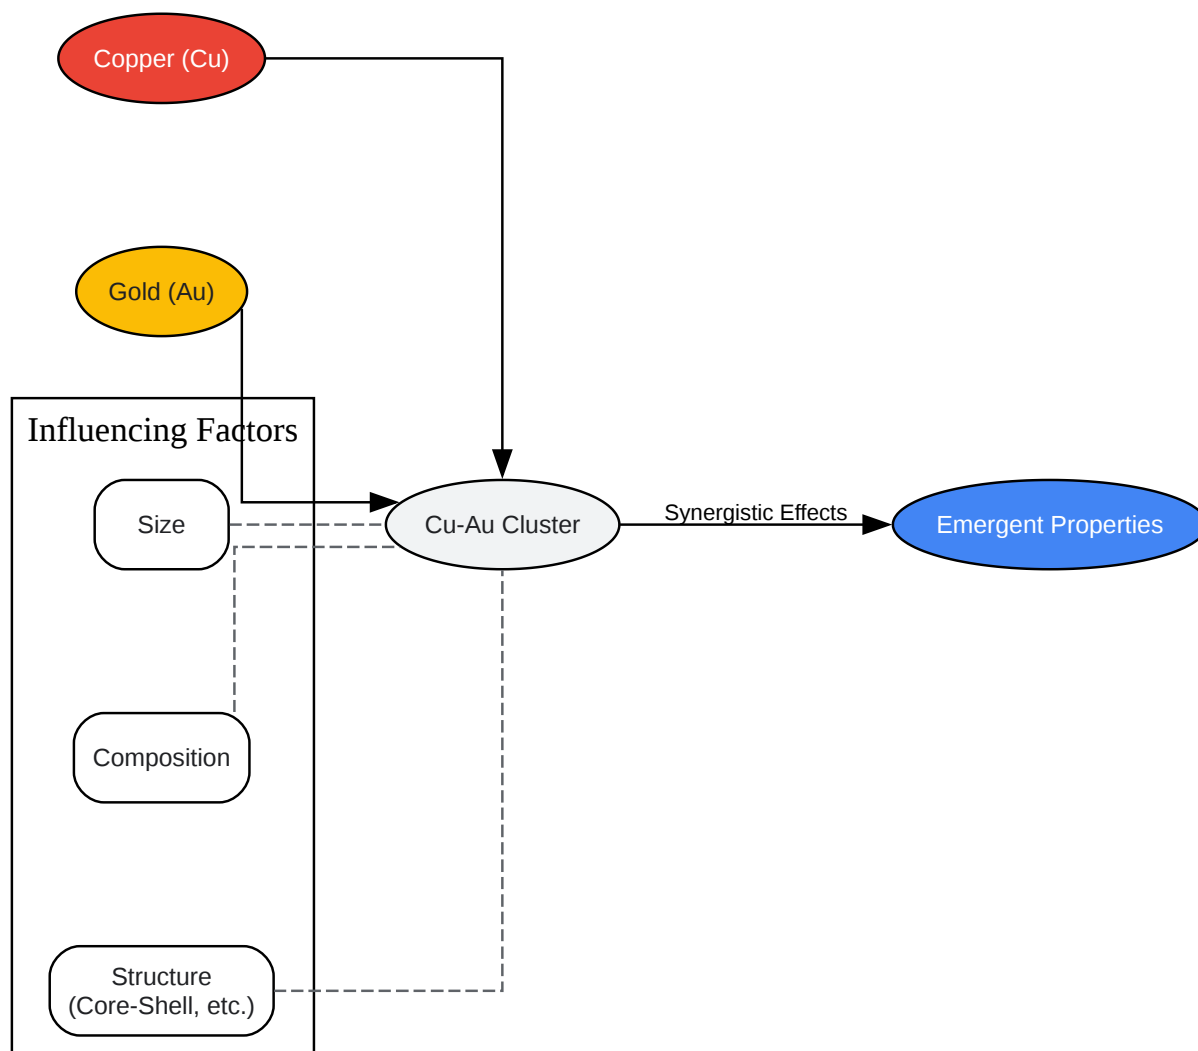 Copper (Cu)
Gold (Au)
Influencing Factors
Size
Cu-Au Cluster
Synergistic Effects
Emergent Properties
Composition
Structure
(Core-Shell, etc.)